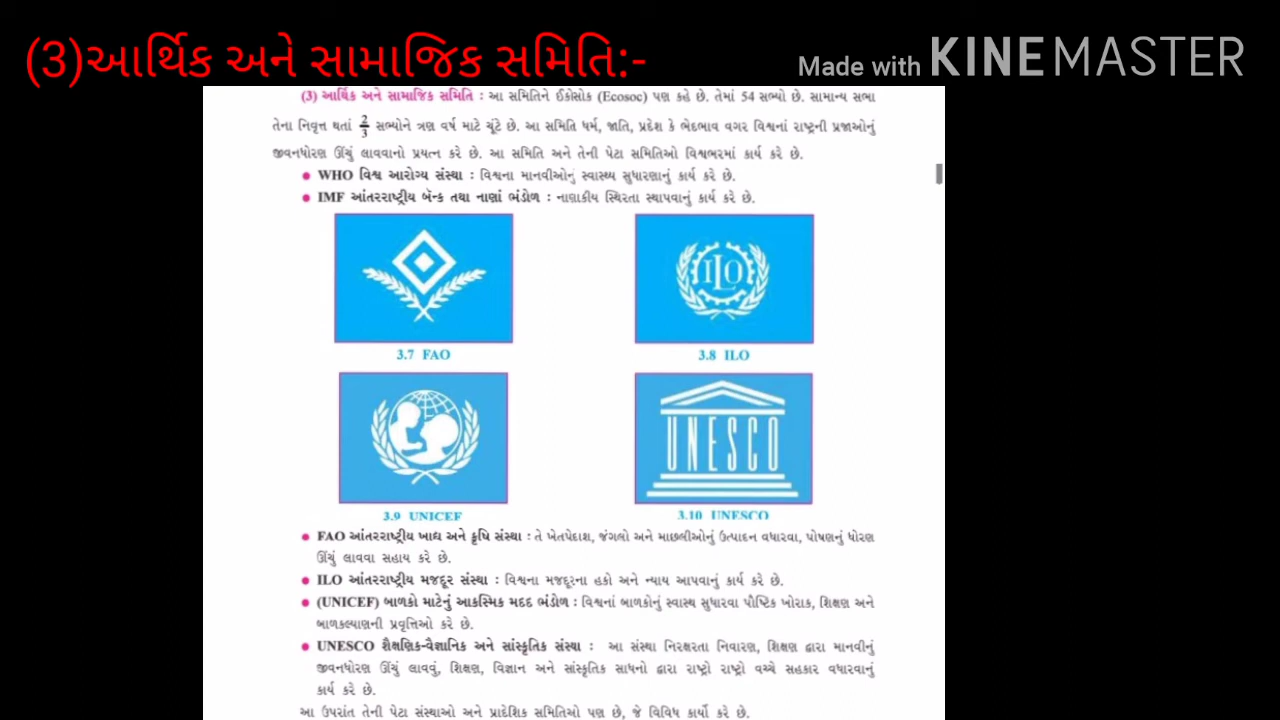 (3)આર્થિક અને સામાજિક સમિતિ:-
Made with KINEMASTER
(3) આર્થિક અને સામાજિક સમિતિ : આ સમિતિને ઈકોસોક (Ecosoc) પણ કહે છે. તેમાં 54 સભ્યો છે. સામાન્ય સભા
તેના નિવૃત્ત થતાં 2/3 સભ્યોને ત્રણ વર્ષ માટે ચૂંટે છે. આ સમિતિ ધર્મ, જાતિ, પ્રદેશ કે ભેદભાવ વગર વિશ્વનાં રાષ્ટ્રની પ્રજાઓનું
જીવનધોરણ ઊંચું લાવવાનો પ્રયત્ન કરે છે. આ સમિતિ અને તેની પેટા સમિતિઓ વિશ્વભરમાં કાર્ય કરે છે.
• WHO વિશ્વ આરોગ્ય સંસ્થા : વિશ્વના માનવીઓનું સ્વાસ્થ્ય સુધારણાનું કાર્ય કરે છે.
• IMF આંતરરાષ્ટ્રીય બૅન્ક તથા નાણાં ભંડોળ : નાણાકીય સ્થિરતા સ્થાપવાનું કાર્ય કરે છે.
ILO
3.7 FAO
3.8 ILO
UNESCO
3.9 UNICEF
3.10 UNESCO
• FAO આંતરરાષ્ટ્રીય ખાદ્ય અને કૃષિ સંસ્થા : તે ખેતપેદાશ, જંગલો અને માછલીઓનું ઉત્પાદન વધારવા, પોષણનું ધોરણ
ઊંચું લાવવા સહાય કરે છે.
• ILO આંતરરાષ્ટ્રીય મજદૂર સંસ્થા : વિશ્વના મજદૂરના હકો અને ન્યાય આપવાનું કાર્ય કરે છે.
• (UNICEF) બાળકો માટેનું આકસ્મિક મદદ ભંડોળ : વિશ્વનાં બાળકોનું સ્વાસ્થ સુધારવા પૌષ્ટિક ખોરાક, શિક્ષણ અને
બાળકલ્યાણની પ્રવૃત્તિઓ કરે છે.
• UNESCO શૈક્ષણિક-વૈજ્ઞાનિક અને સાંસ્કૃતિક સંસ્થા : આ સંસ્થા નિરક્ષરતા નિવારણ, શિક્ષણ દ્વારા માનવીનું
જીવનધોરણ ઊંચું લાવવું, શિક્ષણ, વિજ્ઞાન અને સાંસ્કૃતિક સાધનો દ્વારા રાષ્ટ્રો રાષ્ટ્રો વચ્ચે સહકાર વધારવાનું
કાર્ય કરે છે.
આ ઉપરાંત તેની પેટા સંસ્થાઓ અને પ્રાદેશિક સમિતિઓ પણ છે, જે વિવિધ કાર્યો કરે છે.